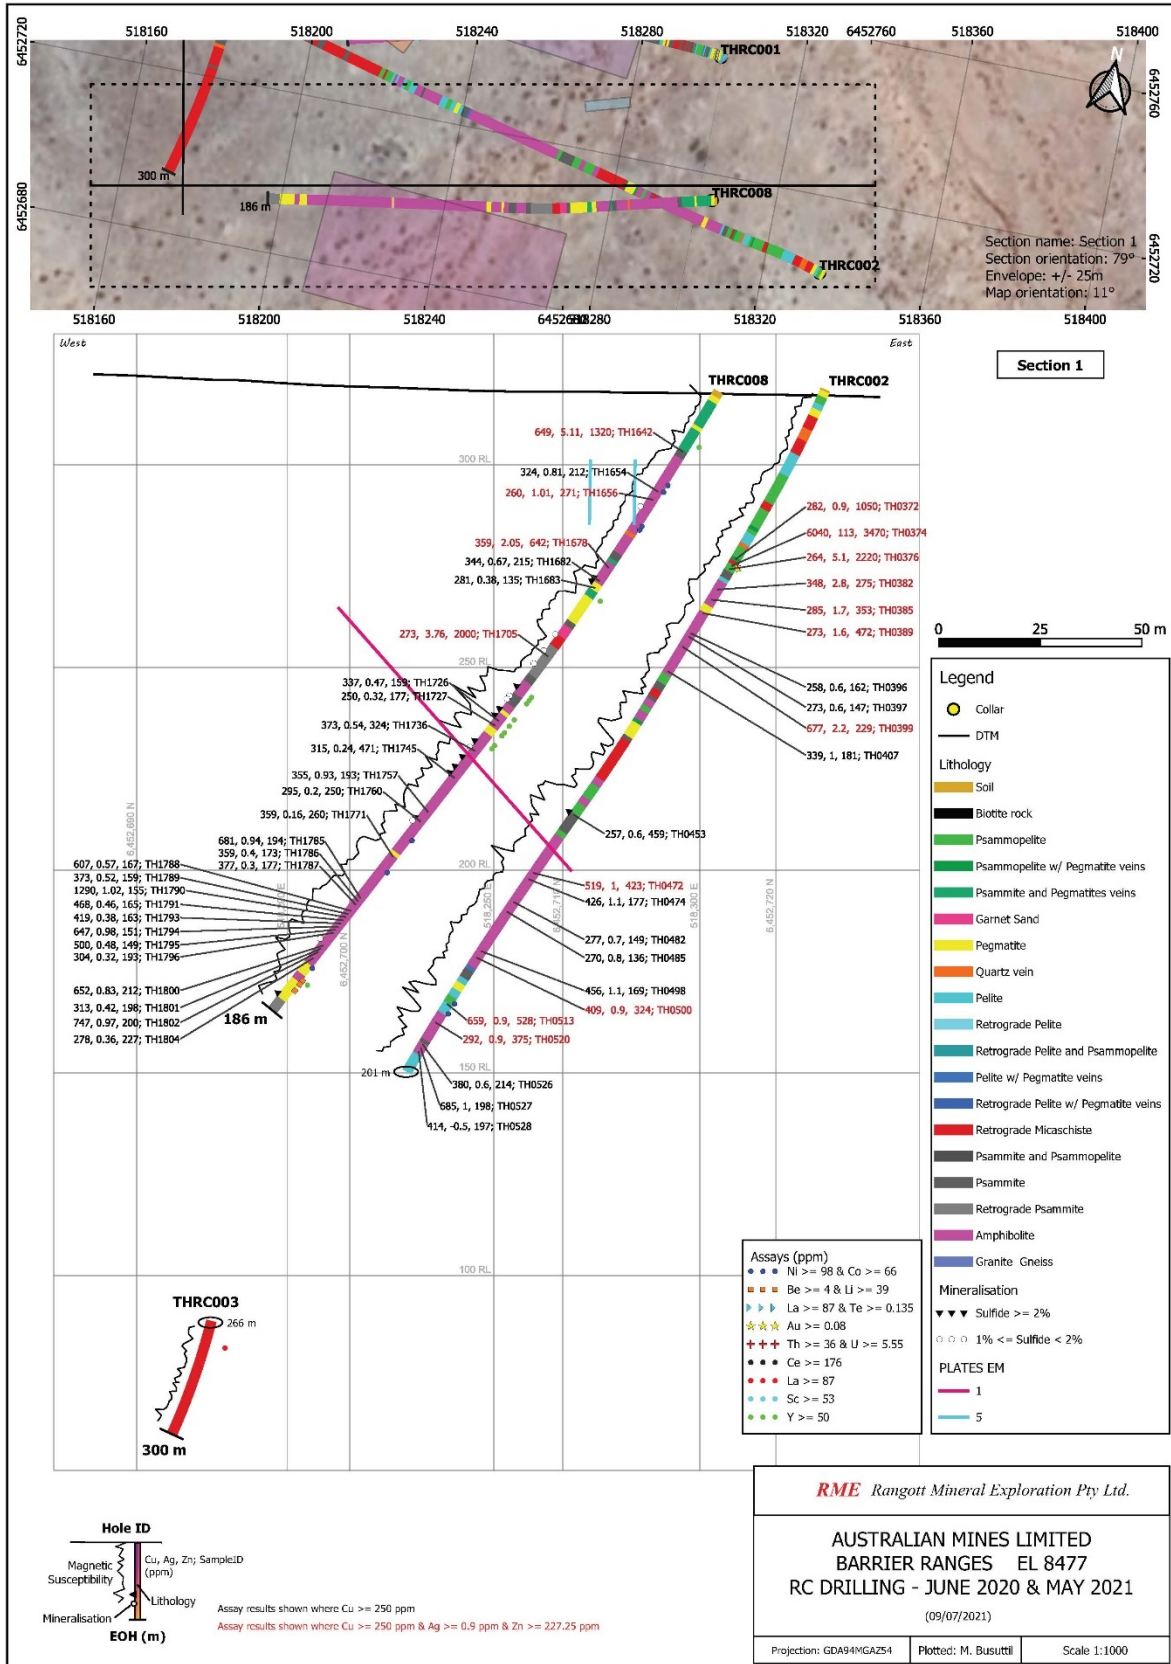 518160 518200 518240 518280 518320 6452760 518360 518400
6452720
THRC001
N
6452760
300 m
186 m
THRC008
6452680
THRC002
Section name: Section 1
Section orientation: 79°
Envelope: +/- 25m
Map orientation: 11°
6452720
518160 518200 518240 518280 518320 518360 518400
West
East
Section 1
THRC008
THRC002
649, 5.11, 1320; TH1642
300 RL
324, 0.81, 212; TH1654
260, 1.01, 271; TH1656
359, 2.05, 642; TH1678
344, 0.67, 215; TH1682
281, 0.38, 135; TH1683
273, 3.76, 2000; TH1705
250 RL
337, 0.47, 159; TH1726
250, 0.32, 177; TH1727
373, 0.54, 324; TH1736
315, 0.24, 471; TH1745
355, 0.93, 193; TH1757
295, 0.2, 250; TH1760
359, 0.16, 260; TH1771
681, 0.94, 194; TH1785
359, 0.4, 173; TH1786
377, 0.3, 177; TH1787
607, 0.57, 167; TH1788
373, 0.52, 159; TH1789
1290, 1.02, 155; TH1790
468, 0.46, 165; TH1791
419, 0.38, 163; TH1793
647, 0.98, 151; TH1794
500, 0.48, 149; TH1795
304, 0.32, 193; TH1796
652, 0.83, 212; TH1800
313, 0.42, 198; TH1801
747, 0.97, 200; TH1802
278, 0.36, 227; TH1804
186 m
282, 0.9, 1050; TH0372
6040, 113, 3470; TH0374
264, 5.1, 2220; TH0376
348, 2.8, 275; TH0382
285, 1.7, 353; TH0385
273, 1.6, 472; TH0389
258, 0.6, 162; TH0396
273, 0.6, 147; TH0397
677, 2.2, 229; TH0399
339, 1, 181; TH0407
257, 0.6, 459; TH0453
200 RL
519, 1, 423; TH0472
426, 1.1, 177; TH0474
277, 0.7, 149; TH0482
270, 0.8, 136; TH0485
456, 1.1, 169; TH0498
409, 0.9, 324; TH0500
659, 0.9, 528; TH0513
292, 0.9, 375; TH0520
201 m
150 RL
380, 0.6, 214; TH0526
685, 1, 198; TH0527
414, -0.5, 197; TH0528
6,452,690 N
6,452,700 N
518,250 E
6,452,710 N
518,300 E
6,452,720 N
100 RL
THRC003
266 m
300 m
0 25 50 m
Legend
Collar
DTM
Lithology
Soil
Biotite rock
Psammopelite
Psammopelite w/ Pegmatite veins
Psammite and Pegmatites veins
Garnet Sand
Pegmatite
Quartz vein
Pelite
Retrograde Pelite
Retrograde Pelite and Psammopelite
Pelite w/ Pegmatite veins
Retrograde Pelite w/ Pegmatite veins
Retrograde Micaschiste
Psammite and Psammopelite
Psammite
Retrograde Psammite
Amphibolite
Granite Gneiss
Mineralisation
Sulfide >= 2%
1% <= Sulfide < 2%
PLATES EM
1
5
Assays (ppm)
Ni >= 98 & Co >= 66
Be >= 4 & Li >= 39
La >= 87 & Te >= 0.135
Au >= 0.08
Th >= 36 & U >= 5.55
Ce >= 176
La >= 87
Sc >= 53
Y >= 50
Hole ID
Magnetic Susceptibility
Cu, Ag, Zn; SampleID
(ppm)
Lithology
Mineralisation
EOH (m)
Assay results shown where Cu >= 250 ppm
Assay results shown where Cu >= 250 ppm & Ag >= 0.9 ppm & Zn >= 227.25 ppm
RME Rangott Mineral Exploration Pty Ltd.
AUSTRALIAN MINES LIMITED
BARRIER RANGES EL 8477
RC DRILLING - JUNE 2020 & MAY 2021
(09/07/2021)
Projection: GDA94MGAZ54 Plotted: M. Busuttil Scale 1:1000